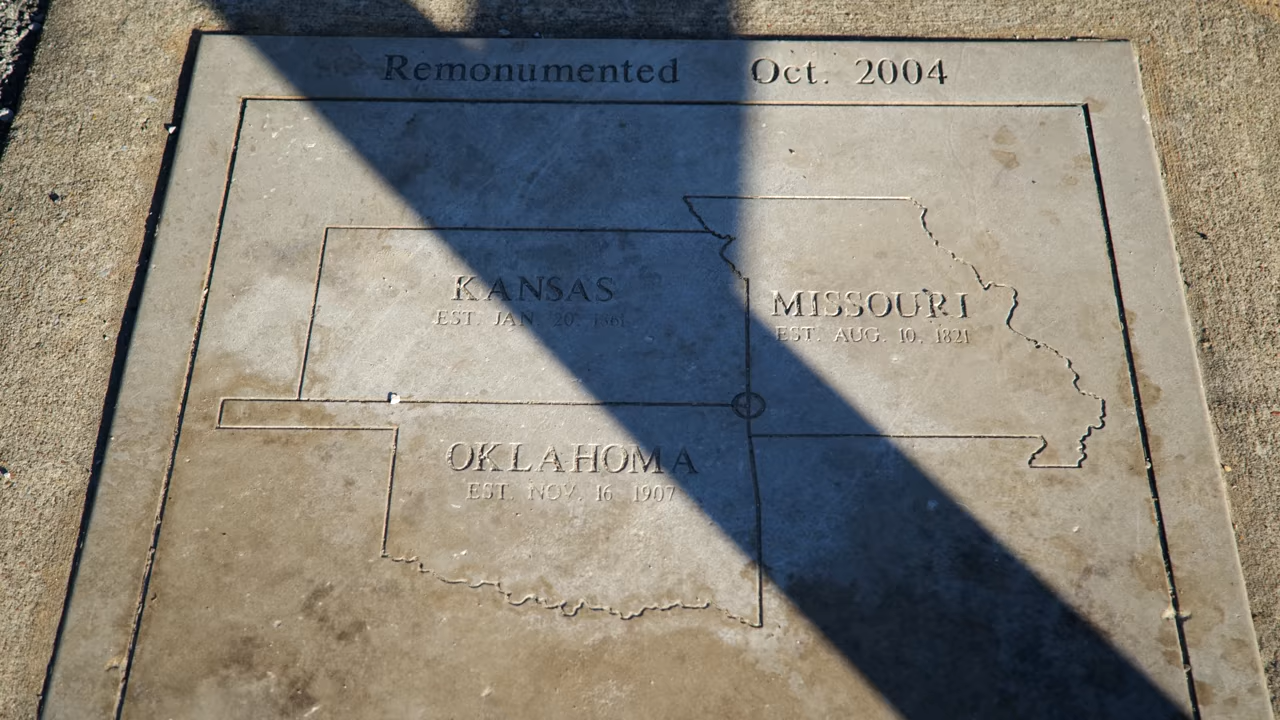 Remonumented Oct. 2004
KANSAS
EST. JAN. 20, 1861
MISSOURI
EST. AUG. 10, 1821
OKLAHOMA
EST. NOV. 16 1907